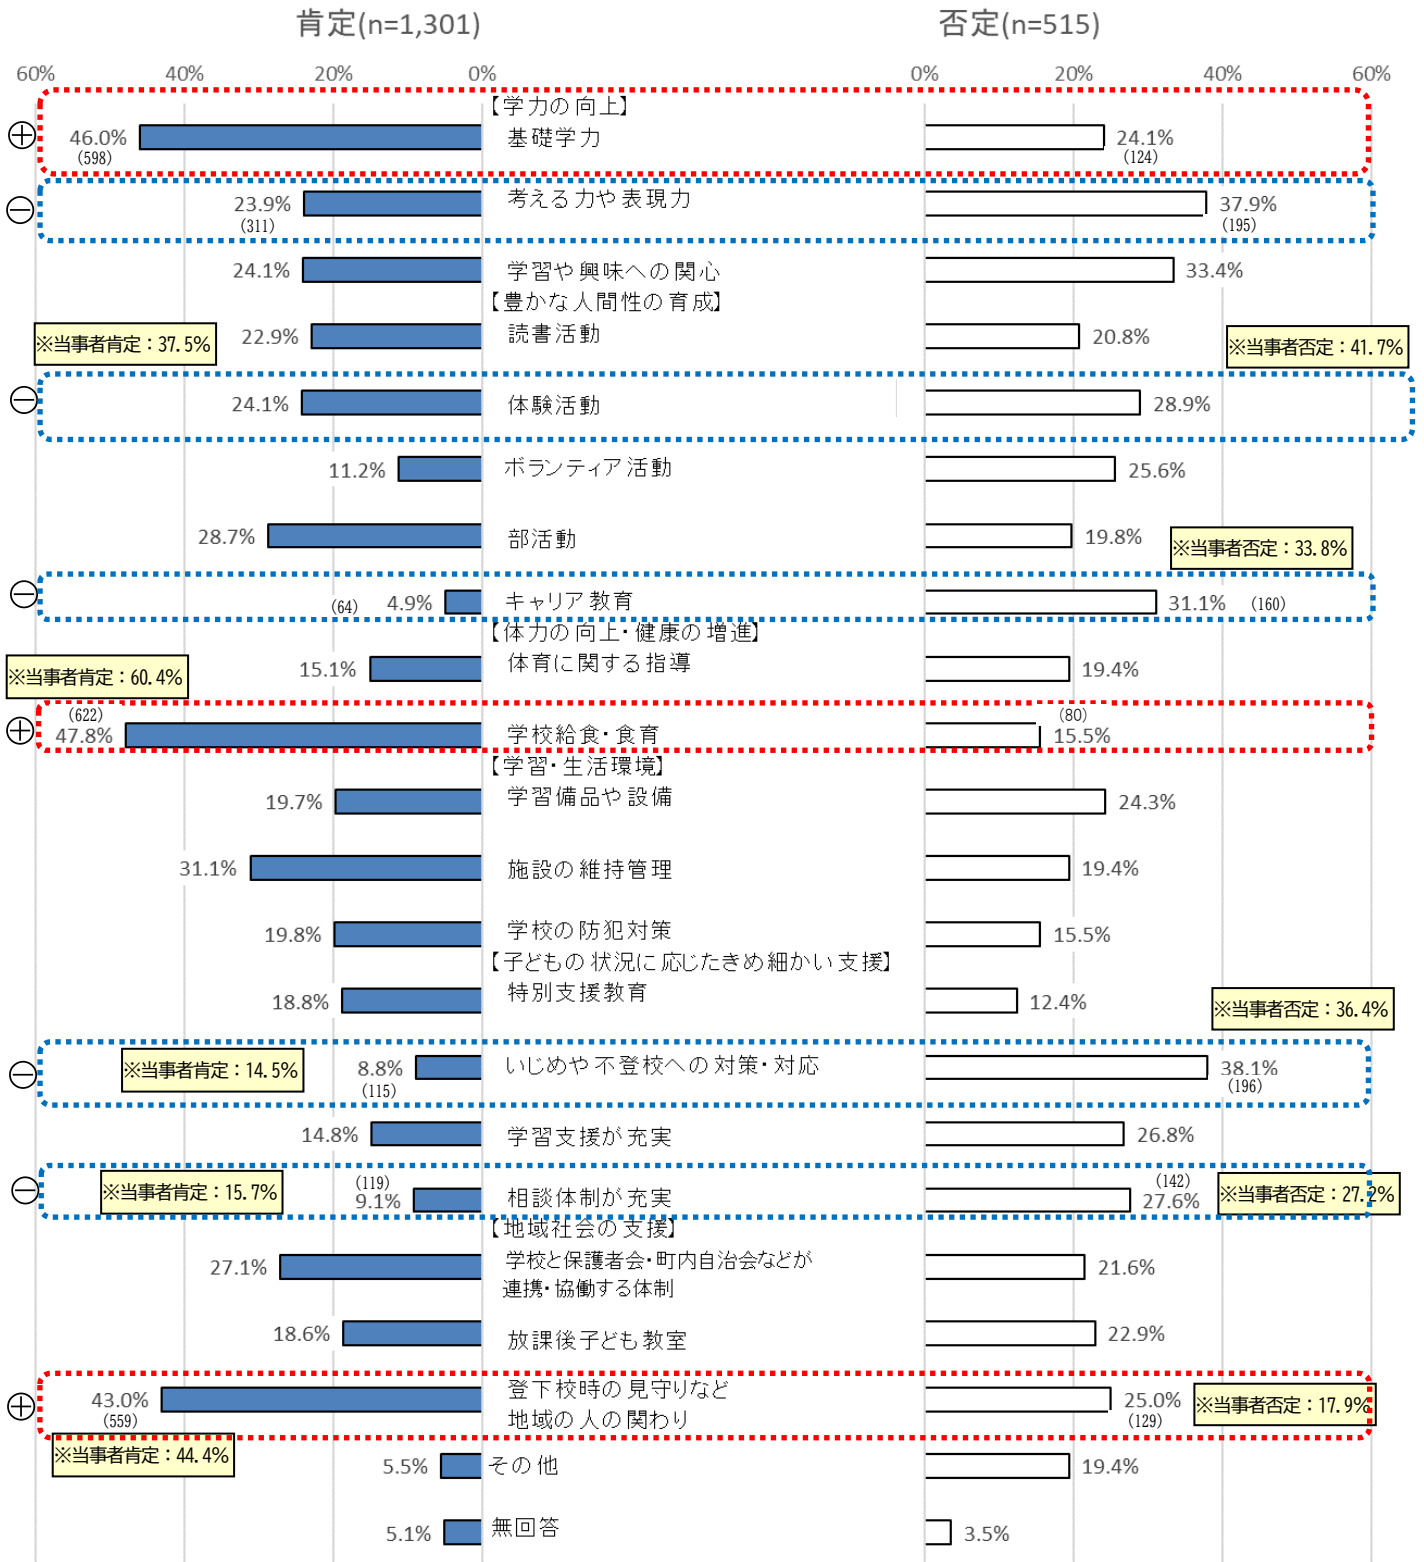 肯定(n=1,301)
否定(n=515)
60% 40% 20% 0%
0% 20% 40% 60%
【学力の向上】
⊕ 46.0% 基礎学力 24.1%
(598) (124)
⊖ 23.9% 考える力や表現力 37.9%
(311) (195)
24.1% 学習や興味への関心 33.4%
【豊かな人間性の育成】
※当事者肯定：37.5% 22.9% 読書活動 20.8% ※当事者否定：41.7%
⊖ 24.1% 体験活動 28.9%
11.2% ボランティア活動 25.6%
28.7% 部活動 19.8% ※当事者否定：33.8%
⊖ (64) 4.9% キャリア教育 31.1% (160)
【体力の向上・健康の増進】
※当事者肯定：60.4% 15.1% 体育に関する指導 19.4%
(622) (80)
⊕ 47.8% 学校給食・食育 15.5%
【学習・生活環境】
19.7% 学習備品や設備 24.3%
31.1% 施設の維持管理 19.4%
19.8% 学校の防犯対策 15.5%
【子どもの状況に応じたきめ細かい支援】
18.8% 特別支援教育 12.4% ※当事者否定：36.4%
⊖ ※当事者肯定：14.5% 8.8% いじめや不登校への対策・対応 38.1%
(115) (196)
14.8% 学習支援が充実 26.8%
(119) (142)
⊖ ※当事者肯定：15.7% 9.1% 相談体制が充実 27.6% ※当事者否定：27.2%
【地域社会の支援】
27.1% 学校と保護者会・町内自治会などが 21.6%
連携・協働する体制
18.6% 放課後子ども教室 22.9%
⊕ 43.0% 登下校時の見守りなど 25.0% ※当事者否定：17.9%
(559) 地域の人の関わり (129)
※当事者肯定：44.4% 5.5% その他 19.4%
5.1% 無回答 3.5%